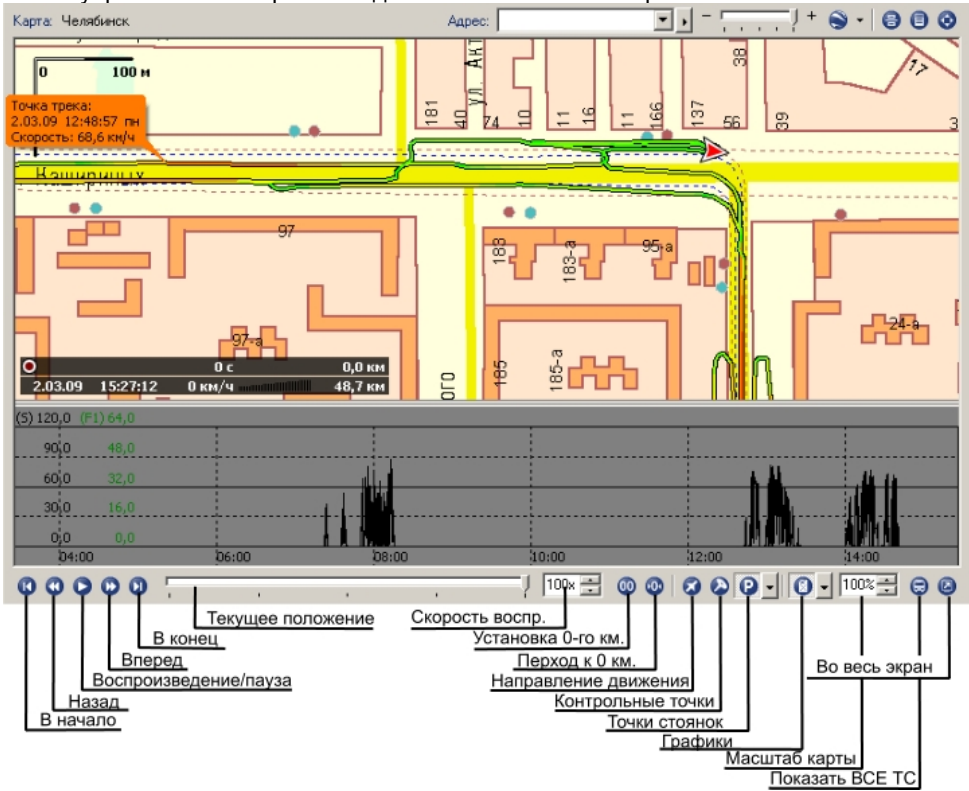 Карта: Челябинск
Адрес:
0 100 м
Точка трека:
2.03.09 12:48:57 пн
Скорость: 68,6 км/ч
181
40
ул. Акт
74
10
11
16
11
166
137
38
56
39
17
Кашириных
97
183
183-а
95-а
97-а
24-а
185
185-а
ого
0 с 0,0 км
2.03.09 15:27:12 0 км/ч 48,7 км
(S) 120,0 (F1) 64,0
90,0 48,0
60,0 32,0
30,0 16,0
0,0 0,0
04:00 06:00 08:00 10:00 12:00 14:00
100x
00
P
100%
Текущее положение
Скорость воспр.
В конец
Установка 0-го км.
Вперед
Перход к 0 км.
Во весь экран
Воспроизведение/пауза
Направление движения
Назад
Контрольные точки
В начало
Точки стоянок
Графики
Масштаб карты
Показать ВСЕ ТС